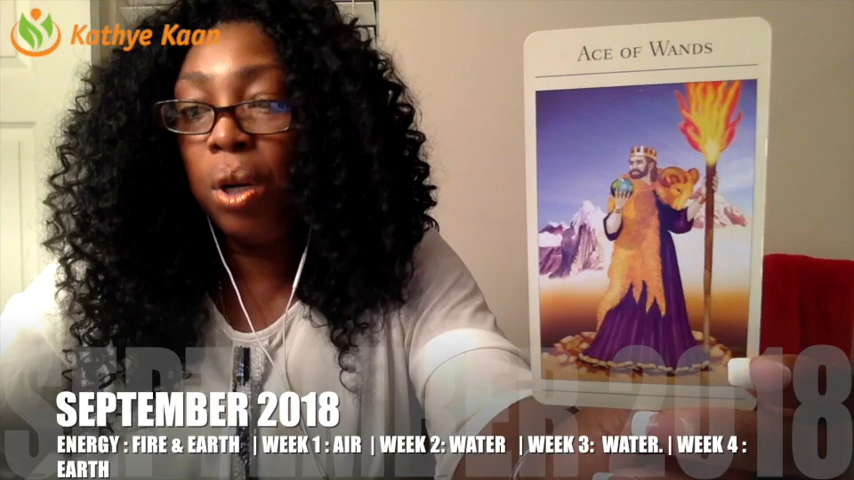 Kathye Kaan
ACE OF WANDS
SEPTEMBER 2018
SEPTEMBER 2018
ENERGY : FIRE & EARTH | WEEK 1 : AIR | WEEK 2: WATER | WEEK 3: WATER. | WEEK 4 :
EARTH